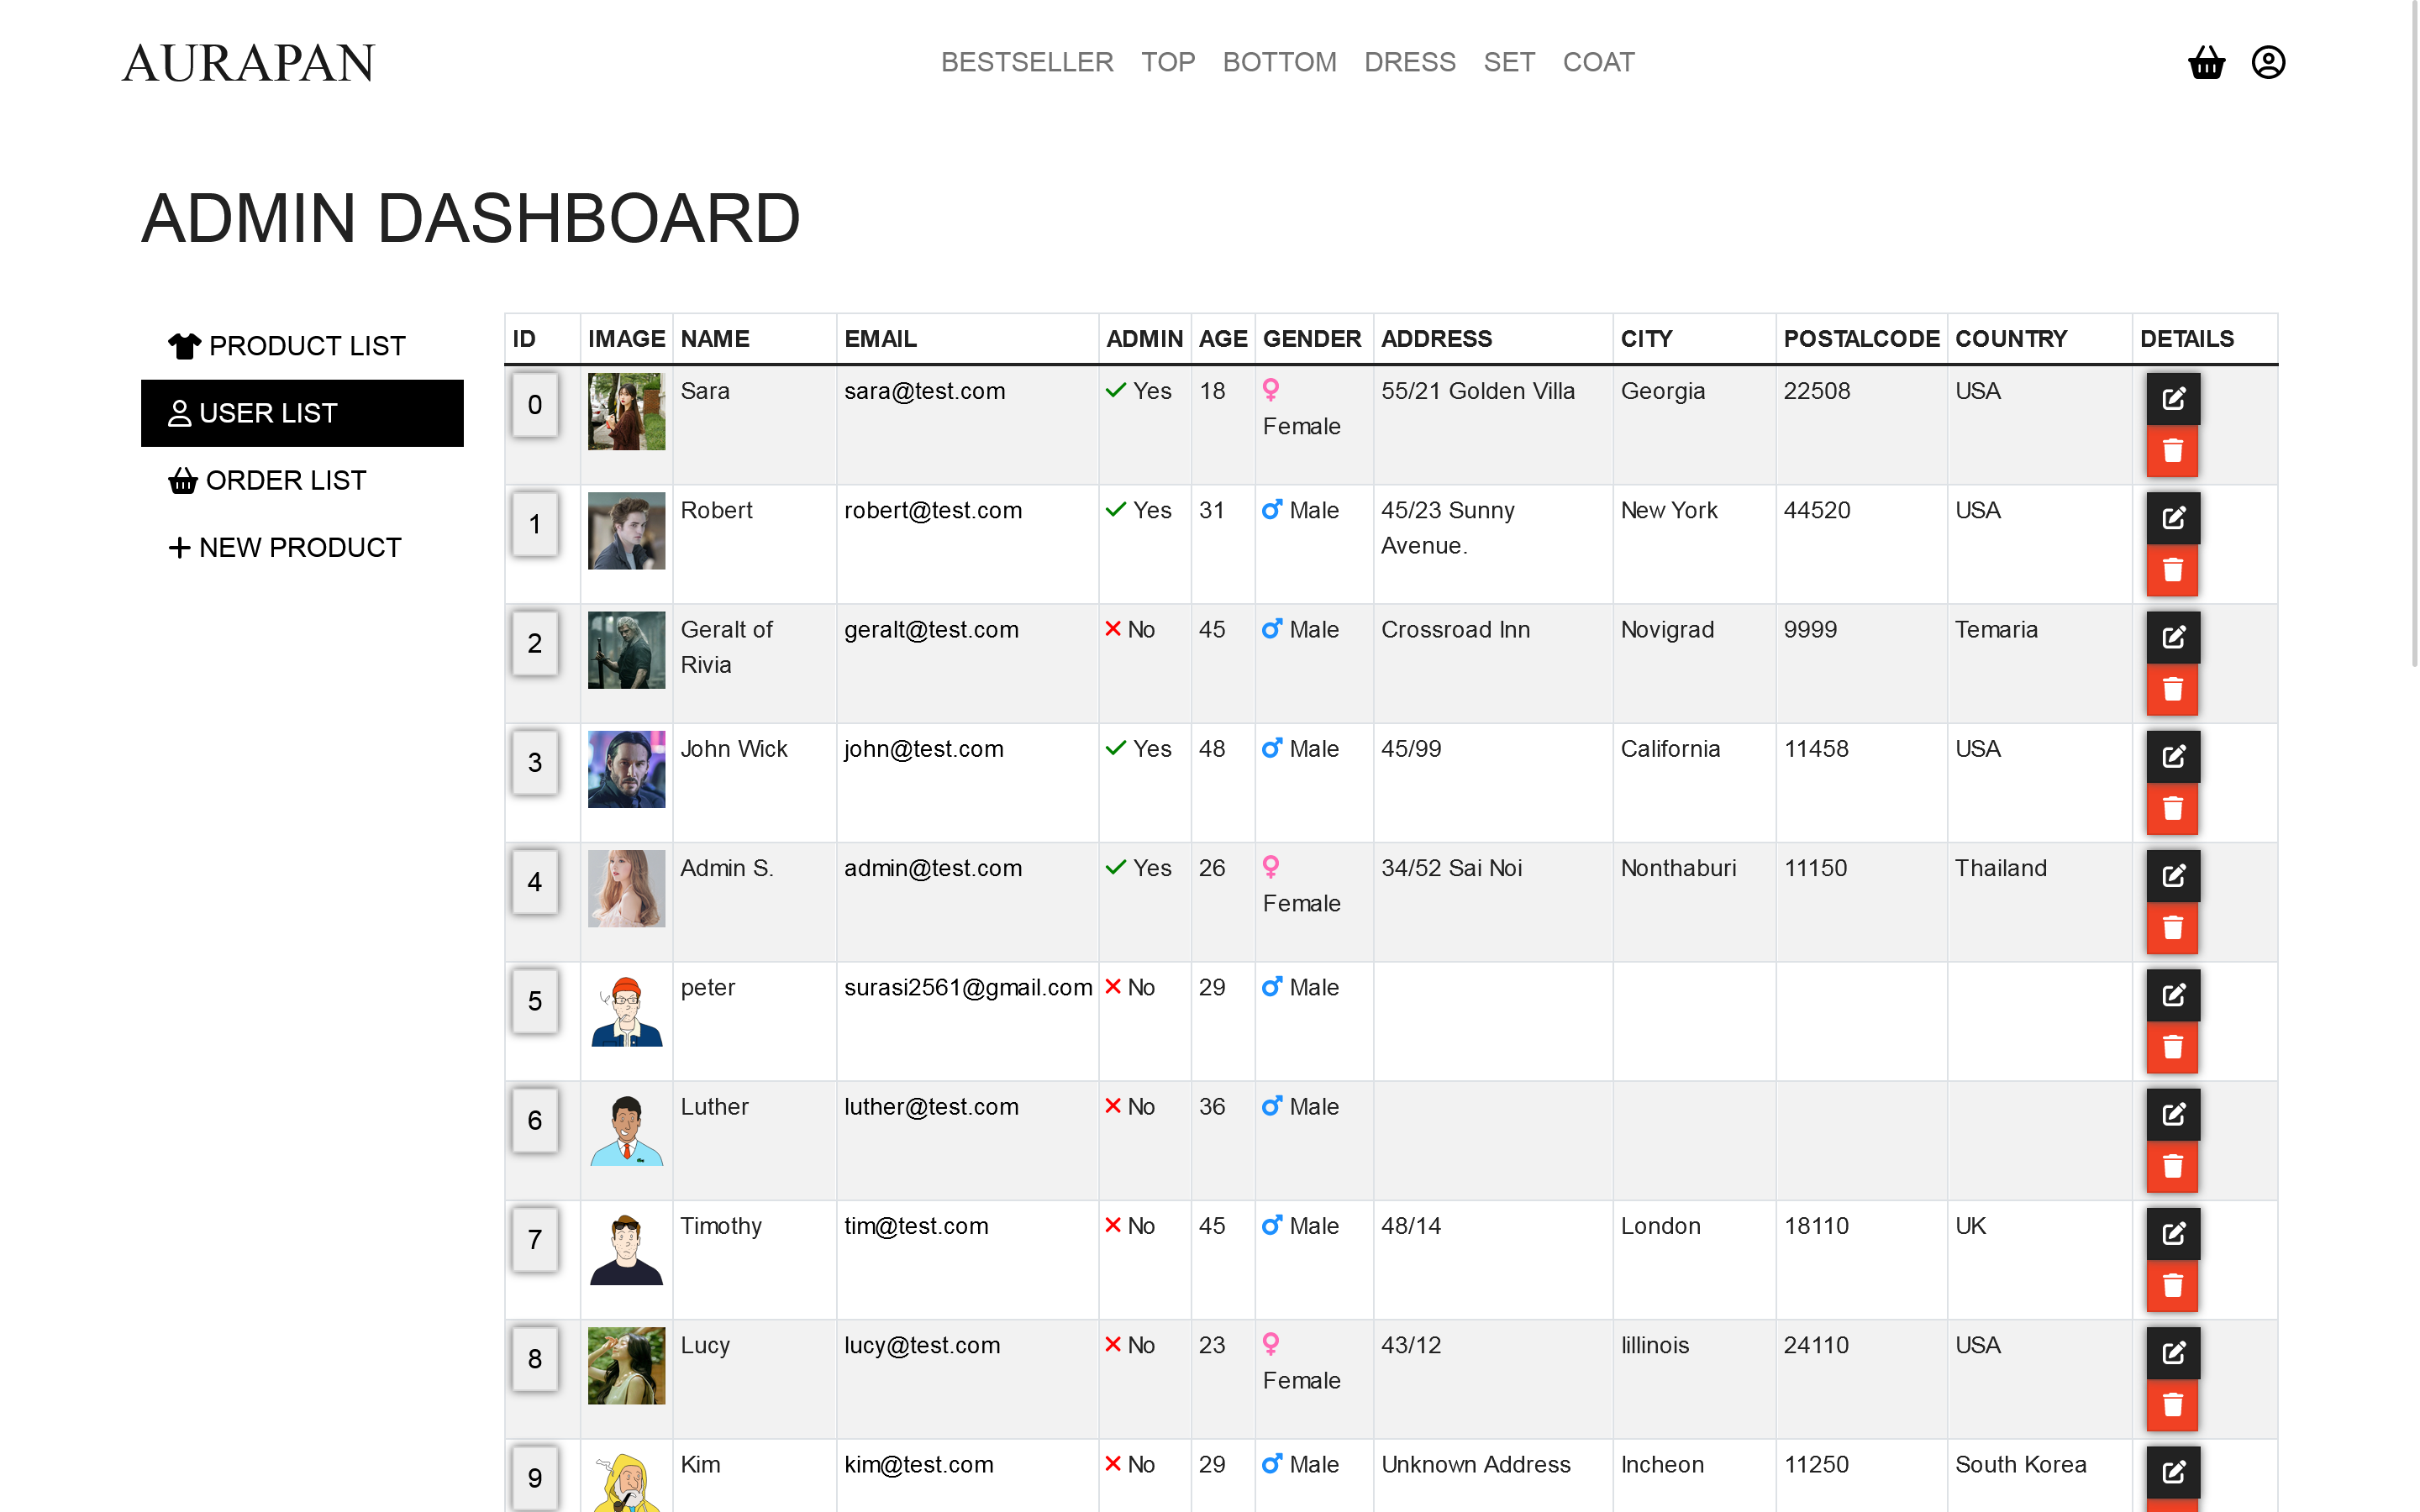 AURAPAN
BESTSELLER TOP BOTTOM DRESS SET COAT
ADMIN DASHBOARD
PRODUCT LIST
USER LIST
ORDER LIST
NEW PRODUCT
ID IMAGE NAME EMAIL ADMIN AGE GENDER ADDRESS CITY POSTALCODE COUNTRY DETAILS
0 Sara sara@test.com Yes 18 Female 55/21 Golden Villa Georgia 22508 USA
1 Robert robert@test.com Yes 31 Male 45/23 Sunny Avenue. New York 44520 USA
2 Geralt of Rivia geralt@test.com No 45 Male Crossroad Inn Novigrad 9999 Temaria
3 John Wick john@test.com Yes 48 Male 45/99 California 11458 USA
4 Admin S. admin@test.com Yes 26 Female 34/52 Sai Noi Nonthaburi 11150 Thailand
5 peter surasi2561@gmail.com No 29 Male
6 Luther luther@test.com No 36 Male
7 Timothy tim@test.com No 45 Male 48/14 London 18110 UK
8 Lucy lucy@test.com No 23 Female 43/12 lillinois 24110 USA
9 Kim kim@test.com No 29 Male Unknown Address Incheon 11250 South Korea